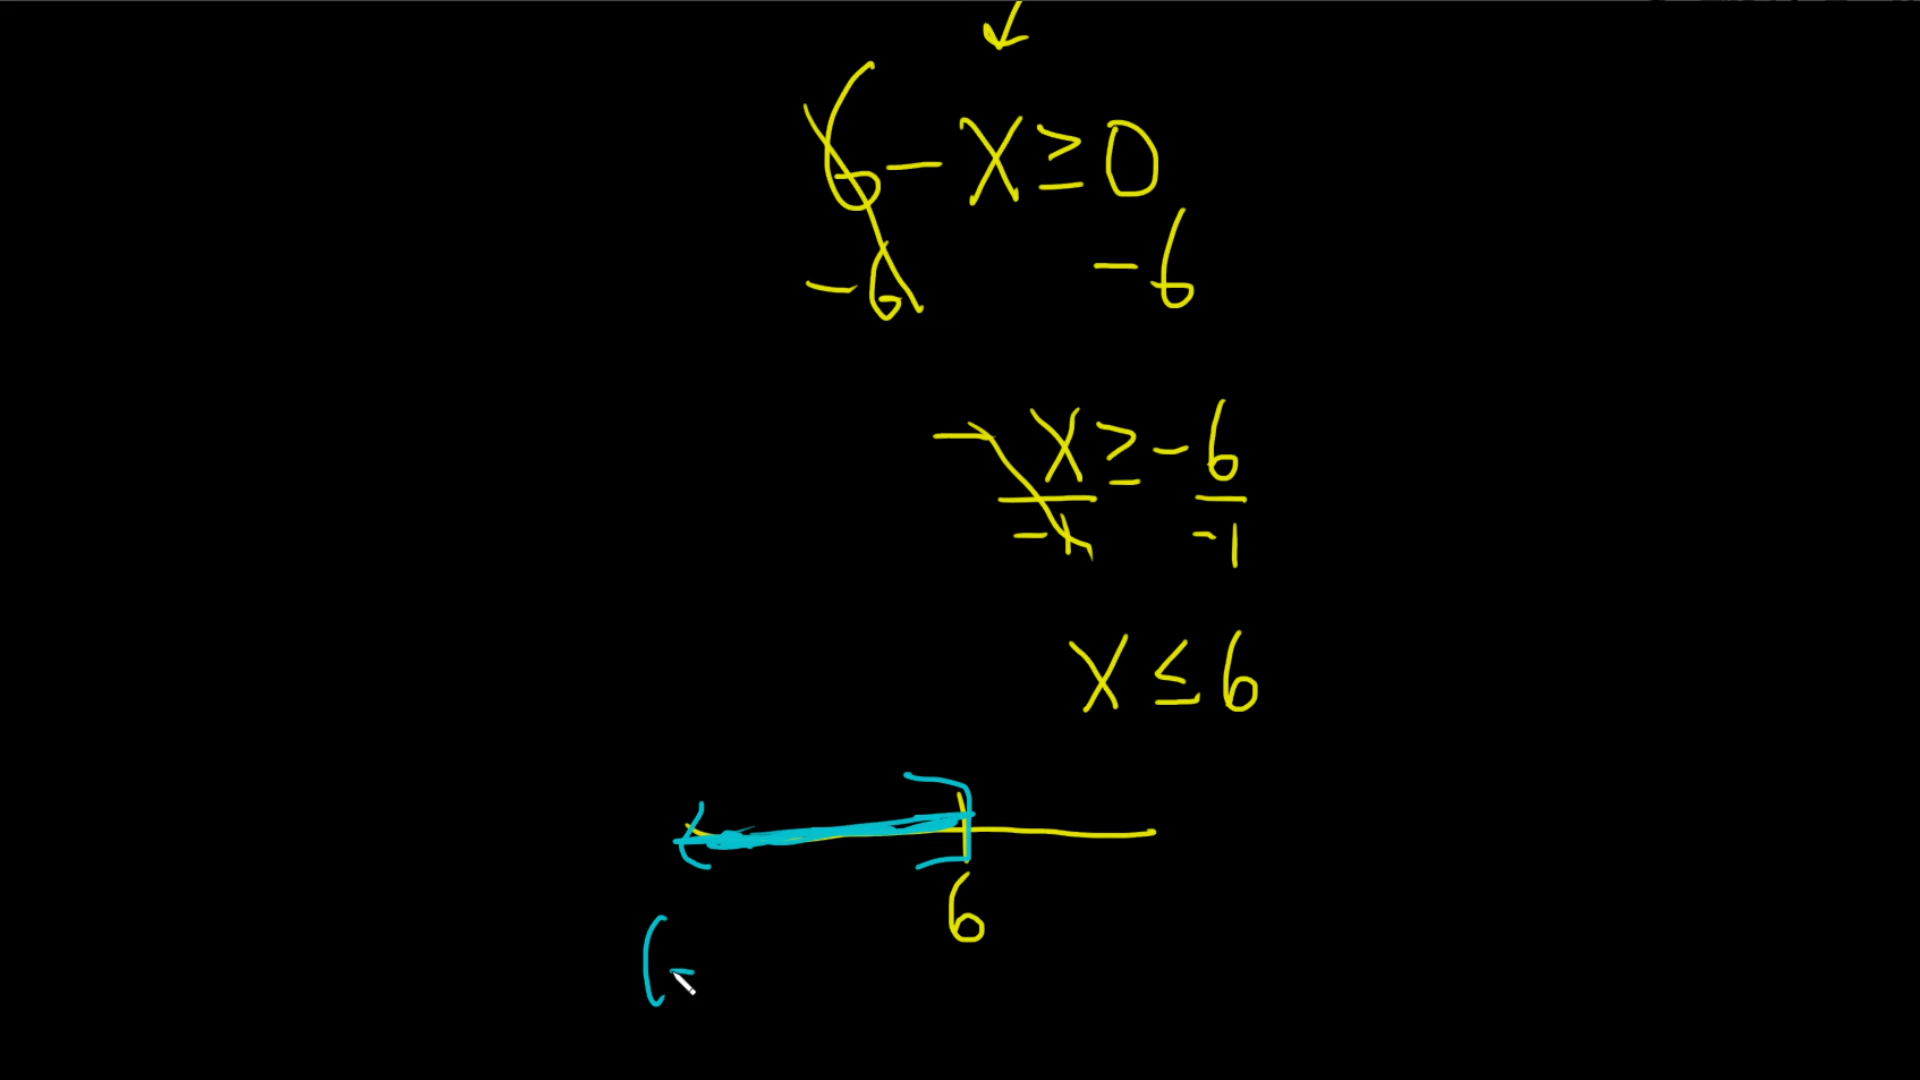 6 - x ≥ 0
-6 -6
-x ≥ -6
-1 -1
x ≤ 6
6
(-